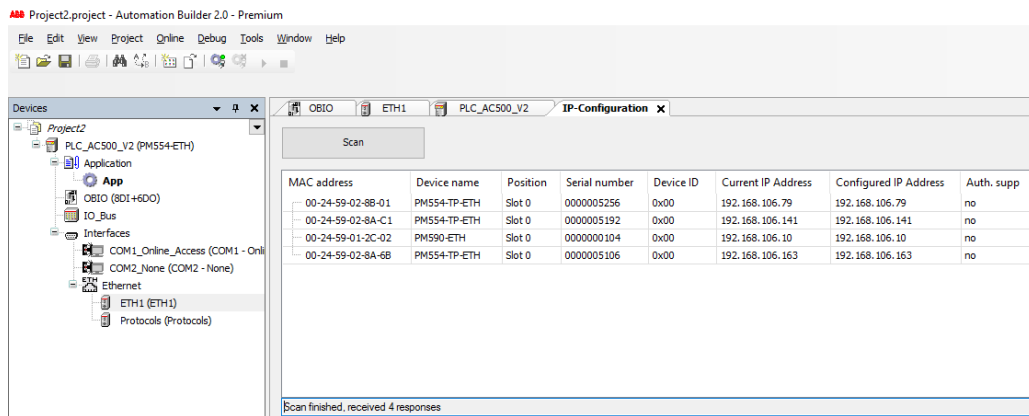 ABB Project2.project - Automation Builder 2.0 - Premium
File Edit View Project Online Debug Tools Window Help
Devices
OBIO ETH1 PLC_AC500_V2 IP-Configuration
Project2
PLC_AC500_V2 (PM554-ETH)
Application
App
OBIO (8DI+6DO)
IO_Bus
Interfaces
COM1_Online_Access (COM1 - Onli
COM2_None (COM2 - None)
ETH Ethernet
ETH1 (ETH1)
Protocols (Protocols)
Scan
MAC address Device name Position Serial number Device ID Current IP Address Configured IP Address Auth. supp
00-24-59-02-8B-01 PM554-TP-ETH Slot 0 0000005256 0x00 192.168.106.79 192.168.106.79 no
00-24-59-02-8A-C1 PM554-TP-ETH Slot 0 0000005192 0x00 192.168.106.141 192.168.106.141 no
00-24-59-01-2C-02 PM590-ETH Slot 0 0000000104 0x00 192.168.106.10 192.168.106.10 no
00-24-59-02-8A-6B PM554-TP-ETH Slot 0 0000005106 0x00 192.168.106.163 192.168.106.163 no
Scan finished, received 4 responses